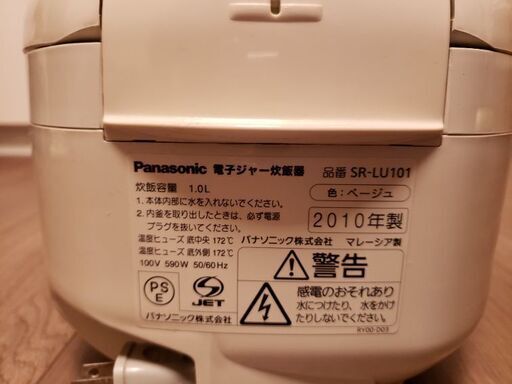 Panasonic 電子ジャー炊飯器 品番 SR-LU101
炊飯容量 1.0L
色:ベージュ
1.本体内部に水を入れないでください。
2.内釜を取り出したときは、必ず電源
プラグを抜いてください。
2010年製
温度ヒューズ 底中央 172℃
パナソニック株式会社 マレーシア製
温度ヒューズ 底外側 172℃
100V 590W 50/60Hz
警告
PS
E
S
JET
感電のおそれあり
水につけたり、水をかけ
たりしないでください。
パナソニック株式会社
RY00-D03